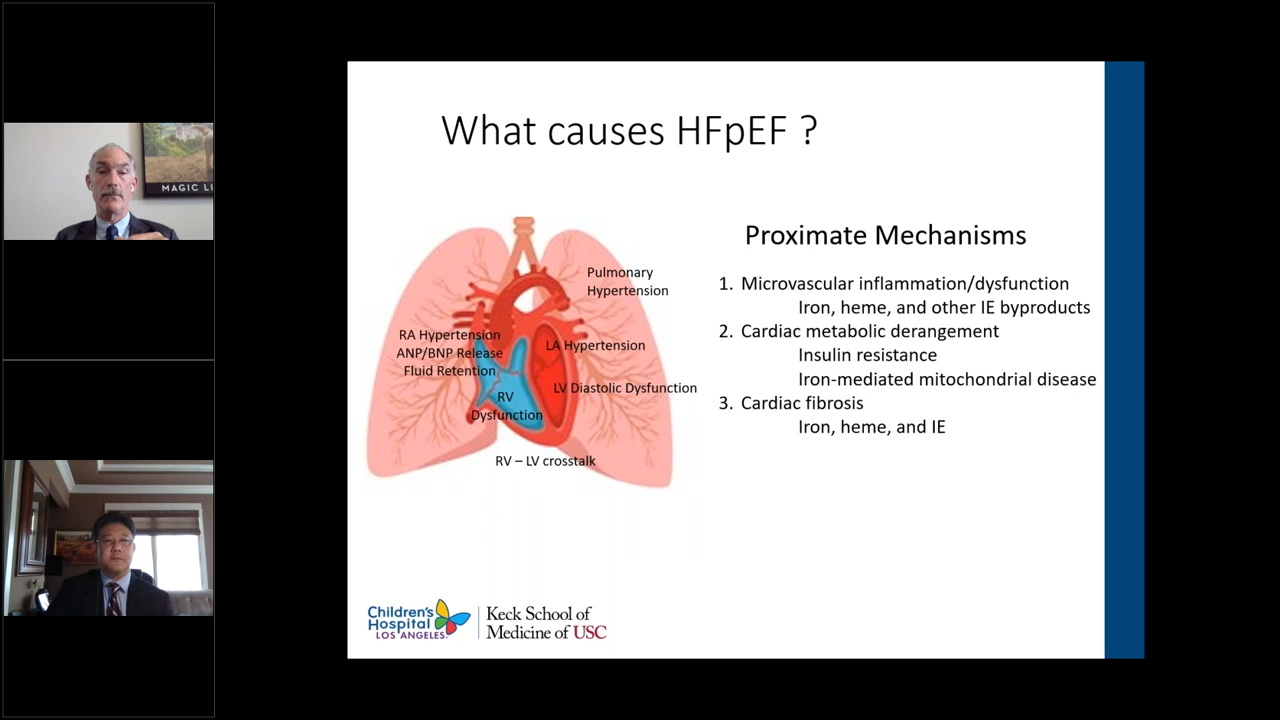 MAGIC LI
What causes HFpEF ?
Pulmonary
Hypertension
RA Hypertension
ANP/BNP Release
Fluid Retention
LA Hypertension
LV Diastolic Dysfunction
RV
Dysfunction
RV – LV crosstalk
Proximate Mechanisms
1. Microvascular inflammation/dysfunction
Iron, heme, and other IE byproducts
2. Cardiac metabolic derangement
Insulin resistance
Iron-mediated mitochondrial disease
3. Cardiac fibrosis
Iron, heme, and IE
Children's
Hospital
LOS ANGELES
Keck School of
Medicine of USC